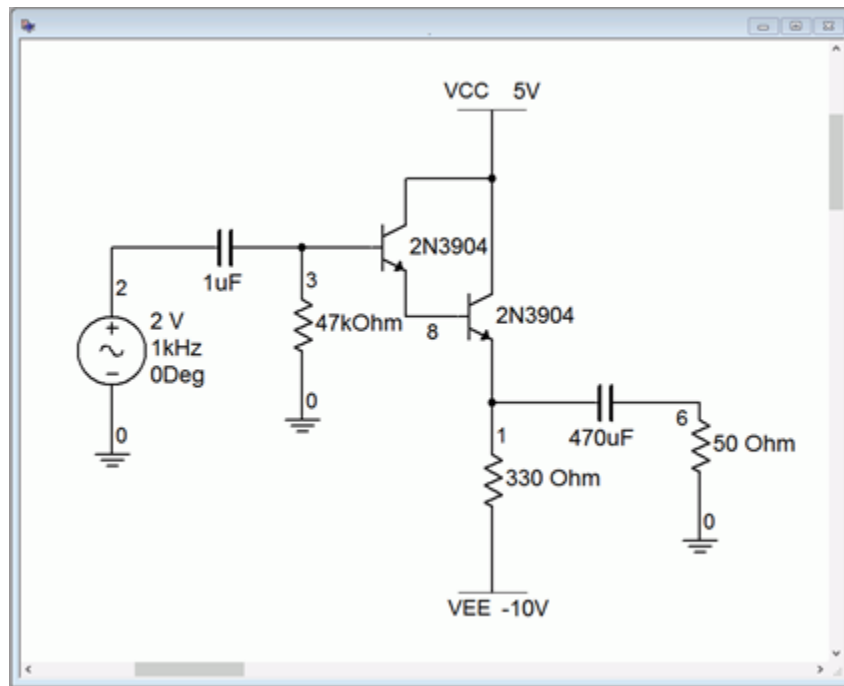 VCC 5V
2N3904
1uF
3
2
47kOhm
2N3904
8
2 V
1kHz
0Deg
0
0
1
470uF
6
50 Ohm
330 Ohm
0
VEE -10V